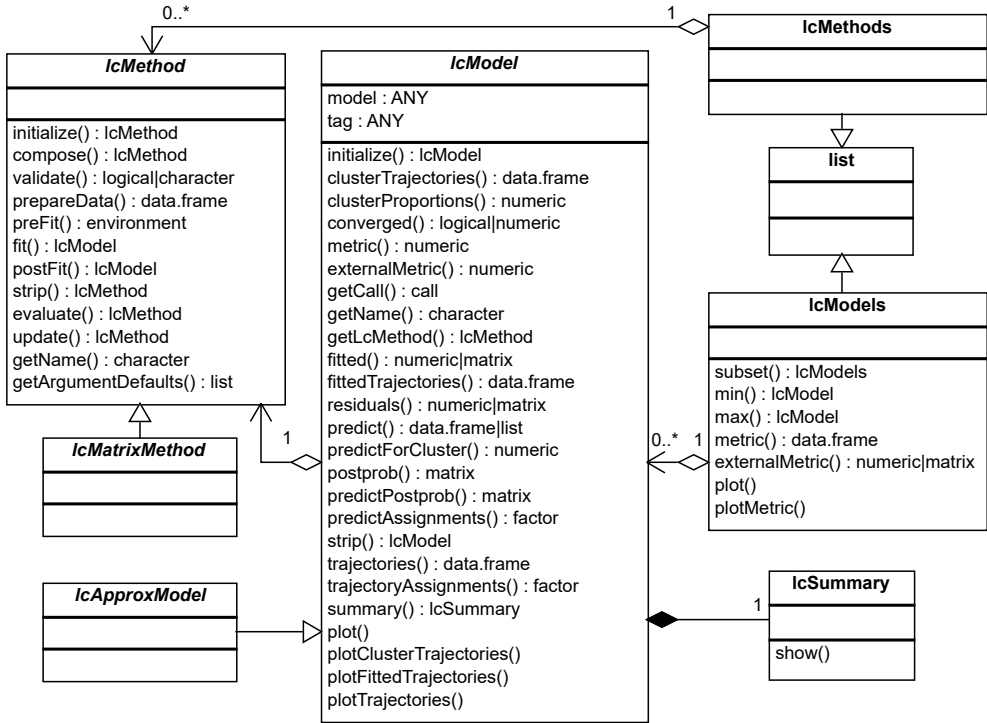 0..*
1
lcMethods
lcMethod
initialize() : lcMethod
compose() : lcMethod
validate() : logical|character
prepareData() : data.frame
preFit() : environment
fit() : lcModel
postFit() : lcModel
strip() : lcMethod
evaluate() : lcMethod
update() : lcMethod
getName() : character
getArgumentDefaults() : list
lcModel
model : ANY
tag : ANY
initialize() : lcModel
clusterTrajectories() : data.frame
clusterProportions() : numeric
converged() : logical|numeric
metric() : numeric
externalMetric() : numeric
getCall() : call
getName() : character
getLcMethod() : lcMethod
fitted() : numeric|matrix
fittedTrajectories() : data.frame
residuals() : numeric|matrix
predict() : data.frame|list
predictForCluster() : numeric
postprob() : matrix
predictPostprob() : matrix
predictAssignments() : factor
strip() : lcModel
trajectories() : data.frame
trajectoryAssignments() : factor
summary() : lcSummary
plot()
plotClusterTrajectories()
plotFittedTrajectories()
plotTrajectories()
list
lcModels
subset() : lcModels
min() : lcModel
max() : lcModel
metric() : data.frame
externalMetric() : numeric|matrix
plot()
plotMetric()
1
0..*
1
lcMatrixMethod
lcApproxModel
1
lcSummary
show()